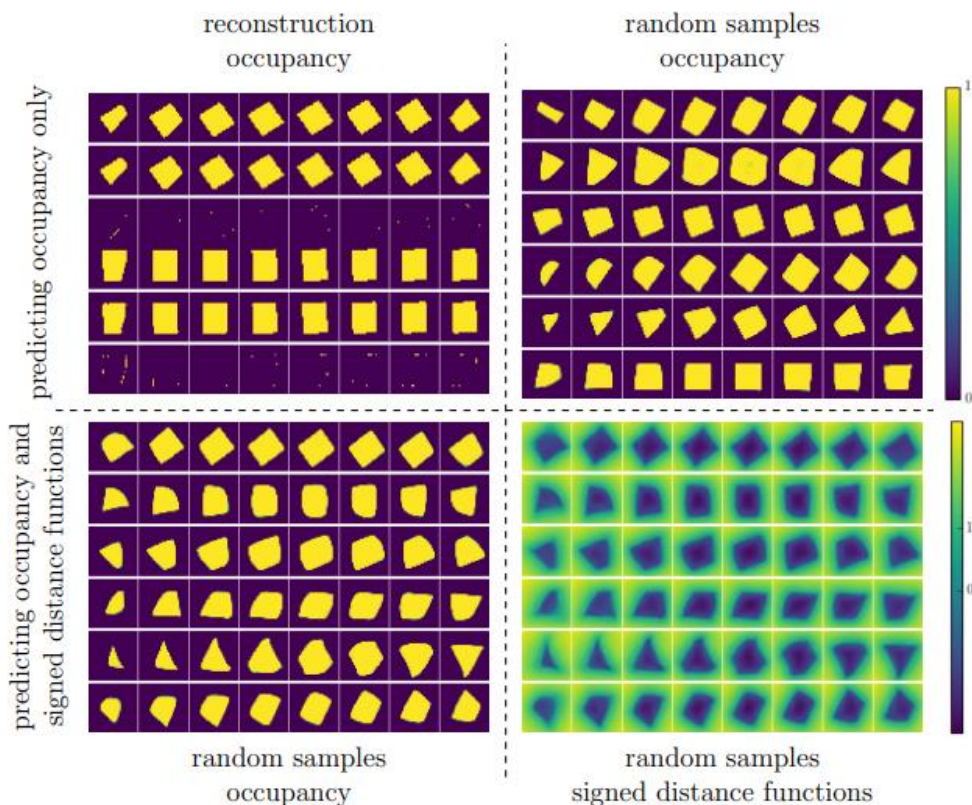 reconstruction
occupancy
random samples
occupancy
predicting occupancy only
1
0
predicting occupancy and
signed distance functions
1
0
random samples
occupancy
random samples
signed distance functions